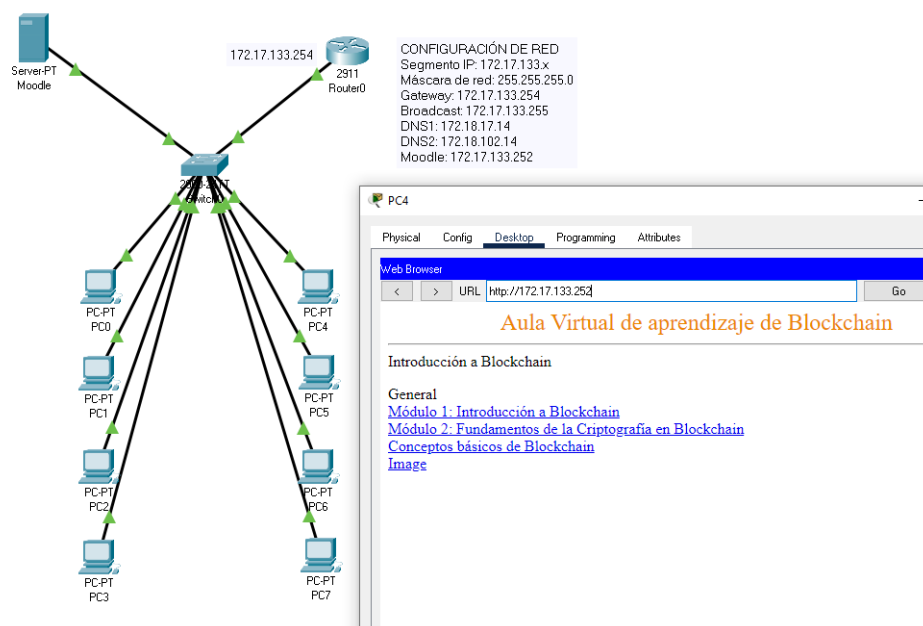 Server-PT
Moodle
172.17.133.254
2911
Router0
CONFIGURACIÓN DE RED
Segmento IP: 172.17.133.x
Máscara de red: 255.255.255.0
Gateway: 172.17.133.254
Broadcast: 172.17.133.255
DNS1: 172.18.17.14
DNS2: 172.18.102.14
Moodle: 172.17.133.252
PC-PT
PC0
PC-PT
PC1
PC-PT
PC2
PC-PT
PC3
PC-PT
PC4
PC-PT
PC5
PC-PT
PC6
PC-PT
PC7
PC4
Physical Config Desktop Programming Attributes
Web Browser
< > URL http://172.17.133.252 Go
Aula Virtual de aprendizaje de Blockchain
Introducción a Blockchain
General
Módulo 1: Introducción a Blockchain
Módulo 2: Fundamentos de la Criptografía en Blockchain
Conceptos básicos de Blockchain
Image